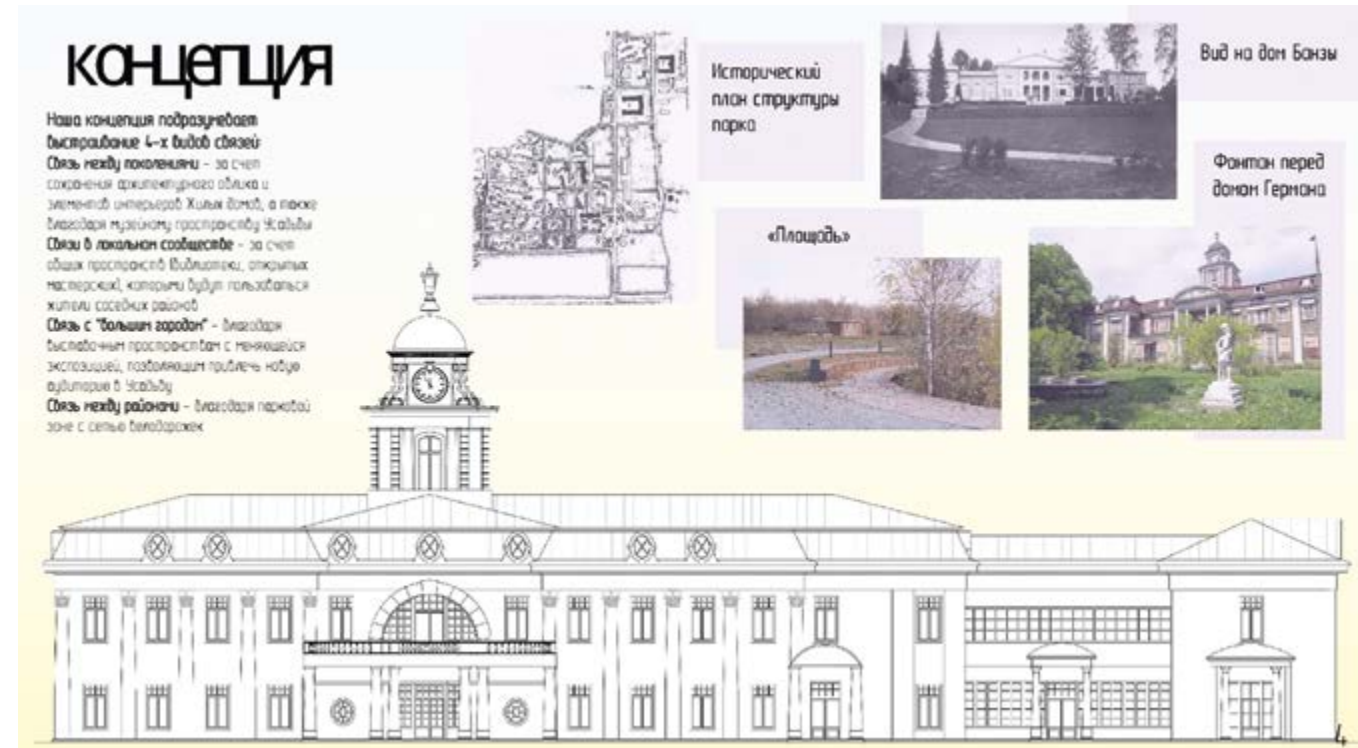 концепция
Наша концепция подразумевает
выстраивание 4-х видов связей:
Связь между поколениями - за счет
сохранения архитектурного облика и
элементов интерьеров Жилых домов, а также
благодаря музейному пространству Усадьбы
Связи в локальном сообществе - за счет
общих пространств (библиотеки, открытых
мастерских), которыми будут пользоваться
жители соседних районов
Связь с "большим городом" - благодаря
выставочным пространствам с меняющейся
экспозицией, позволяющим привлечь новую
аудиторию в Усадьбу
Связь между районами - благодаря парковой
зоне с сетью велодорожек
Исторический
план структуры
парка
Вид на дом Банзы
«Площадь»
Фонтан перед
домом Германа
4